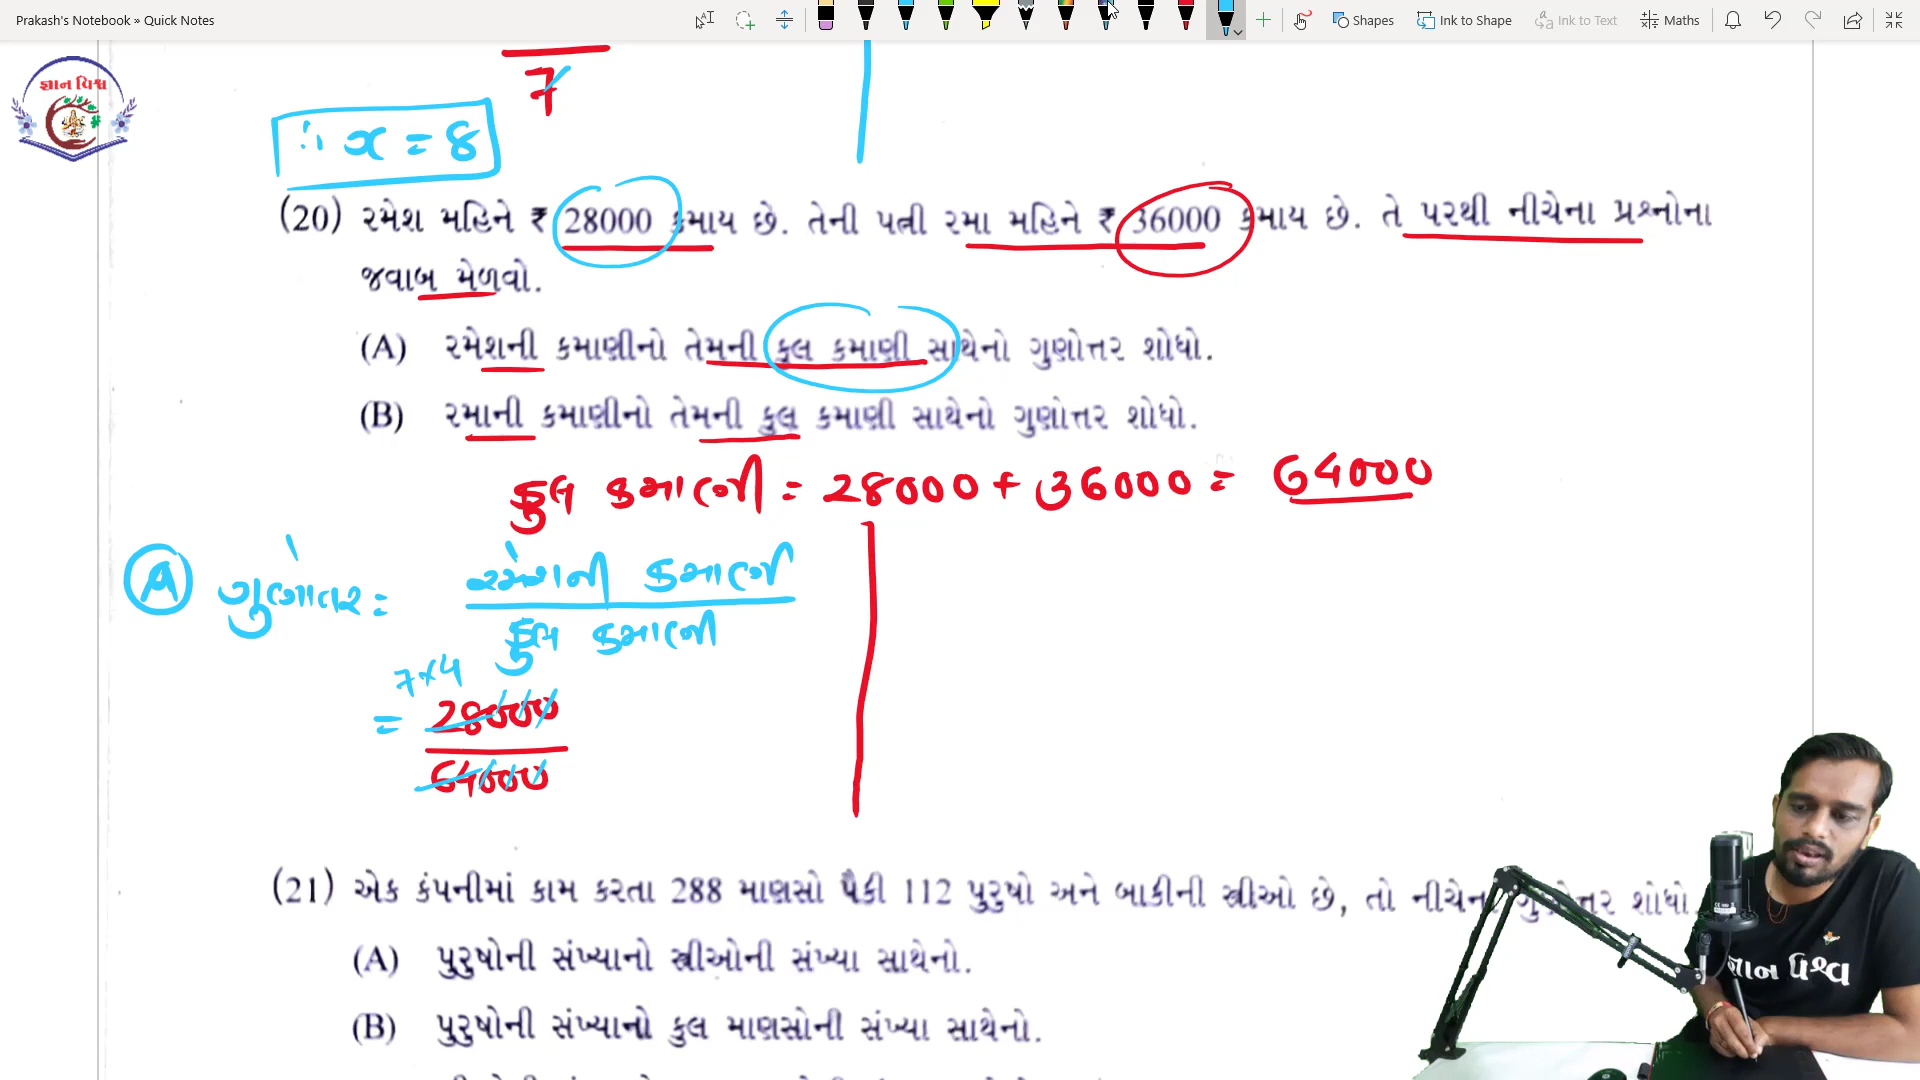 Prakash's Notebook » Quick Notes
Shapes
Ink to Shape
Ink to Text
Maths
જ્ઞાન વિશ્વ
7
∴ x = 8
(20) રમેશ મહિને ₹ 28000 કમાય છે. તેની પત્ની રમા મહિને ₹ 36000 કમાય છે. તે પરથી નીચેના પ્રશ્નોના
જવાબ મેળવો.
(A) રમેશની કમાણીનો તેમની કુલ કમાણી સાથેનો ગુણોત્તર શોધો.
(B) રમાની કમાણીનો તેમની કુલ કમાણી સાથેનો ગુણોત્તર શોધો.
કુલ કમાણી = 28000 + 36000 = 64000
A ગુણોતર = રમેશની કમાણી
કુલ કમાણી
7×4
= 28000
64000
(21) એક કંપનીમાં કામ કરતા 288 માણસો પૈકી 112 પુરુષો અને બાકીની સ્ત્રીઓ છે, તો નીચેના ગુણોત્તર શોધો
(A) પુરુષોની સંખ્યાનો સ્ત્રીઓની સંખ્યા સાથેનો.
(B) પુરુષોની સંખ્યાનો કુલ માણસોની સંખ્યા સાથેનો.
જ્ઞાન વિશ્વ